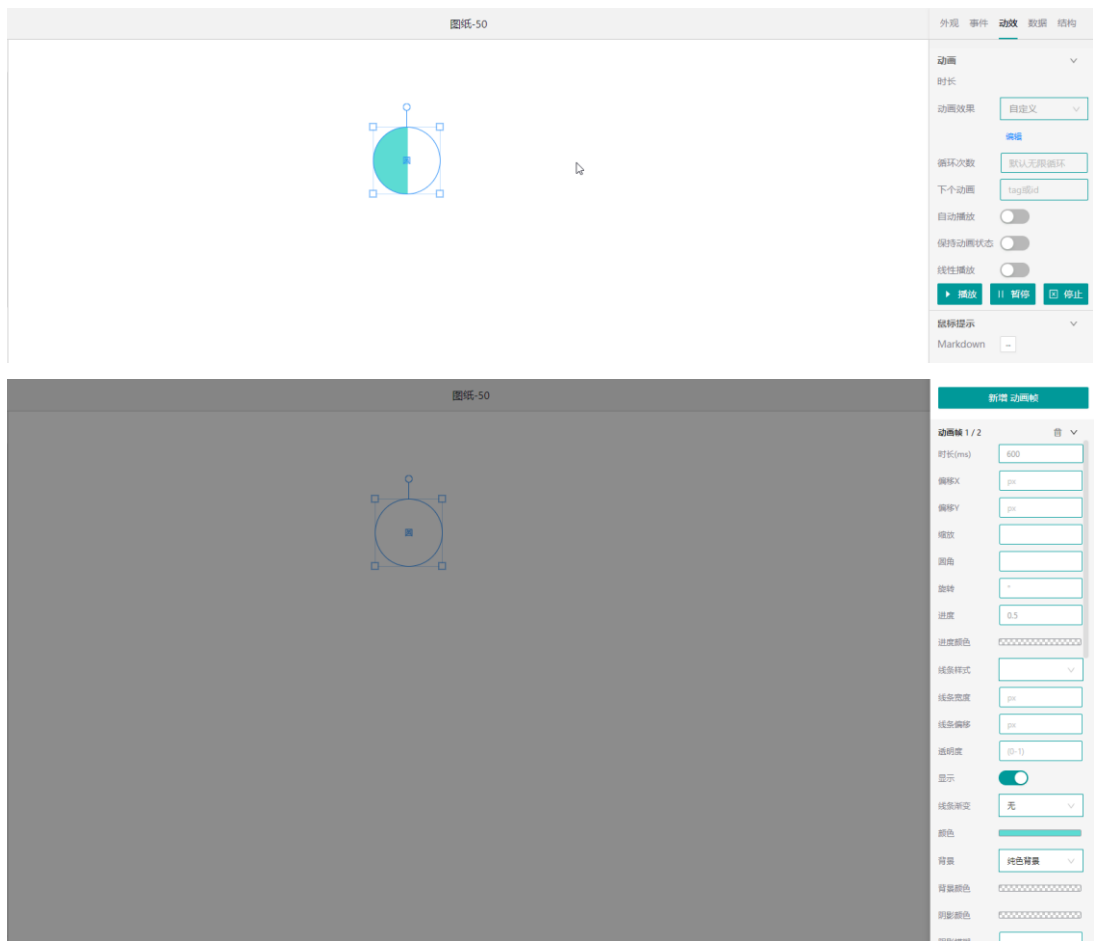 图纸-50
外观 事件 动效 数据 结构
动画
时长
动画效果 自定义
编辑
循环次数 默认无限循环
下个动画 tag或id
自动播放
保持动画状态
线性播放
播放 暂停 停止
鼠标提示
Markdown ...
圆
图纸-50
新增 动画帧
动画帧 1 / 2
时长(ms) 600
偏移X px
偏移Y px
缩放
圆角
旋转 °
进度 0.5
进度颜色
线条样式
线条宽度 px
线条偏移 px
透明度 (0-1)
显示
线条渐变 无
颜色
背景 纯色背景
背景颜色
阴影颜色
圆